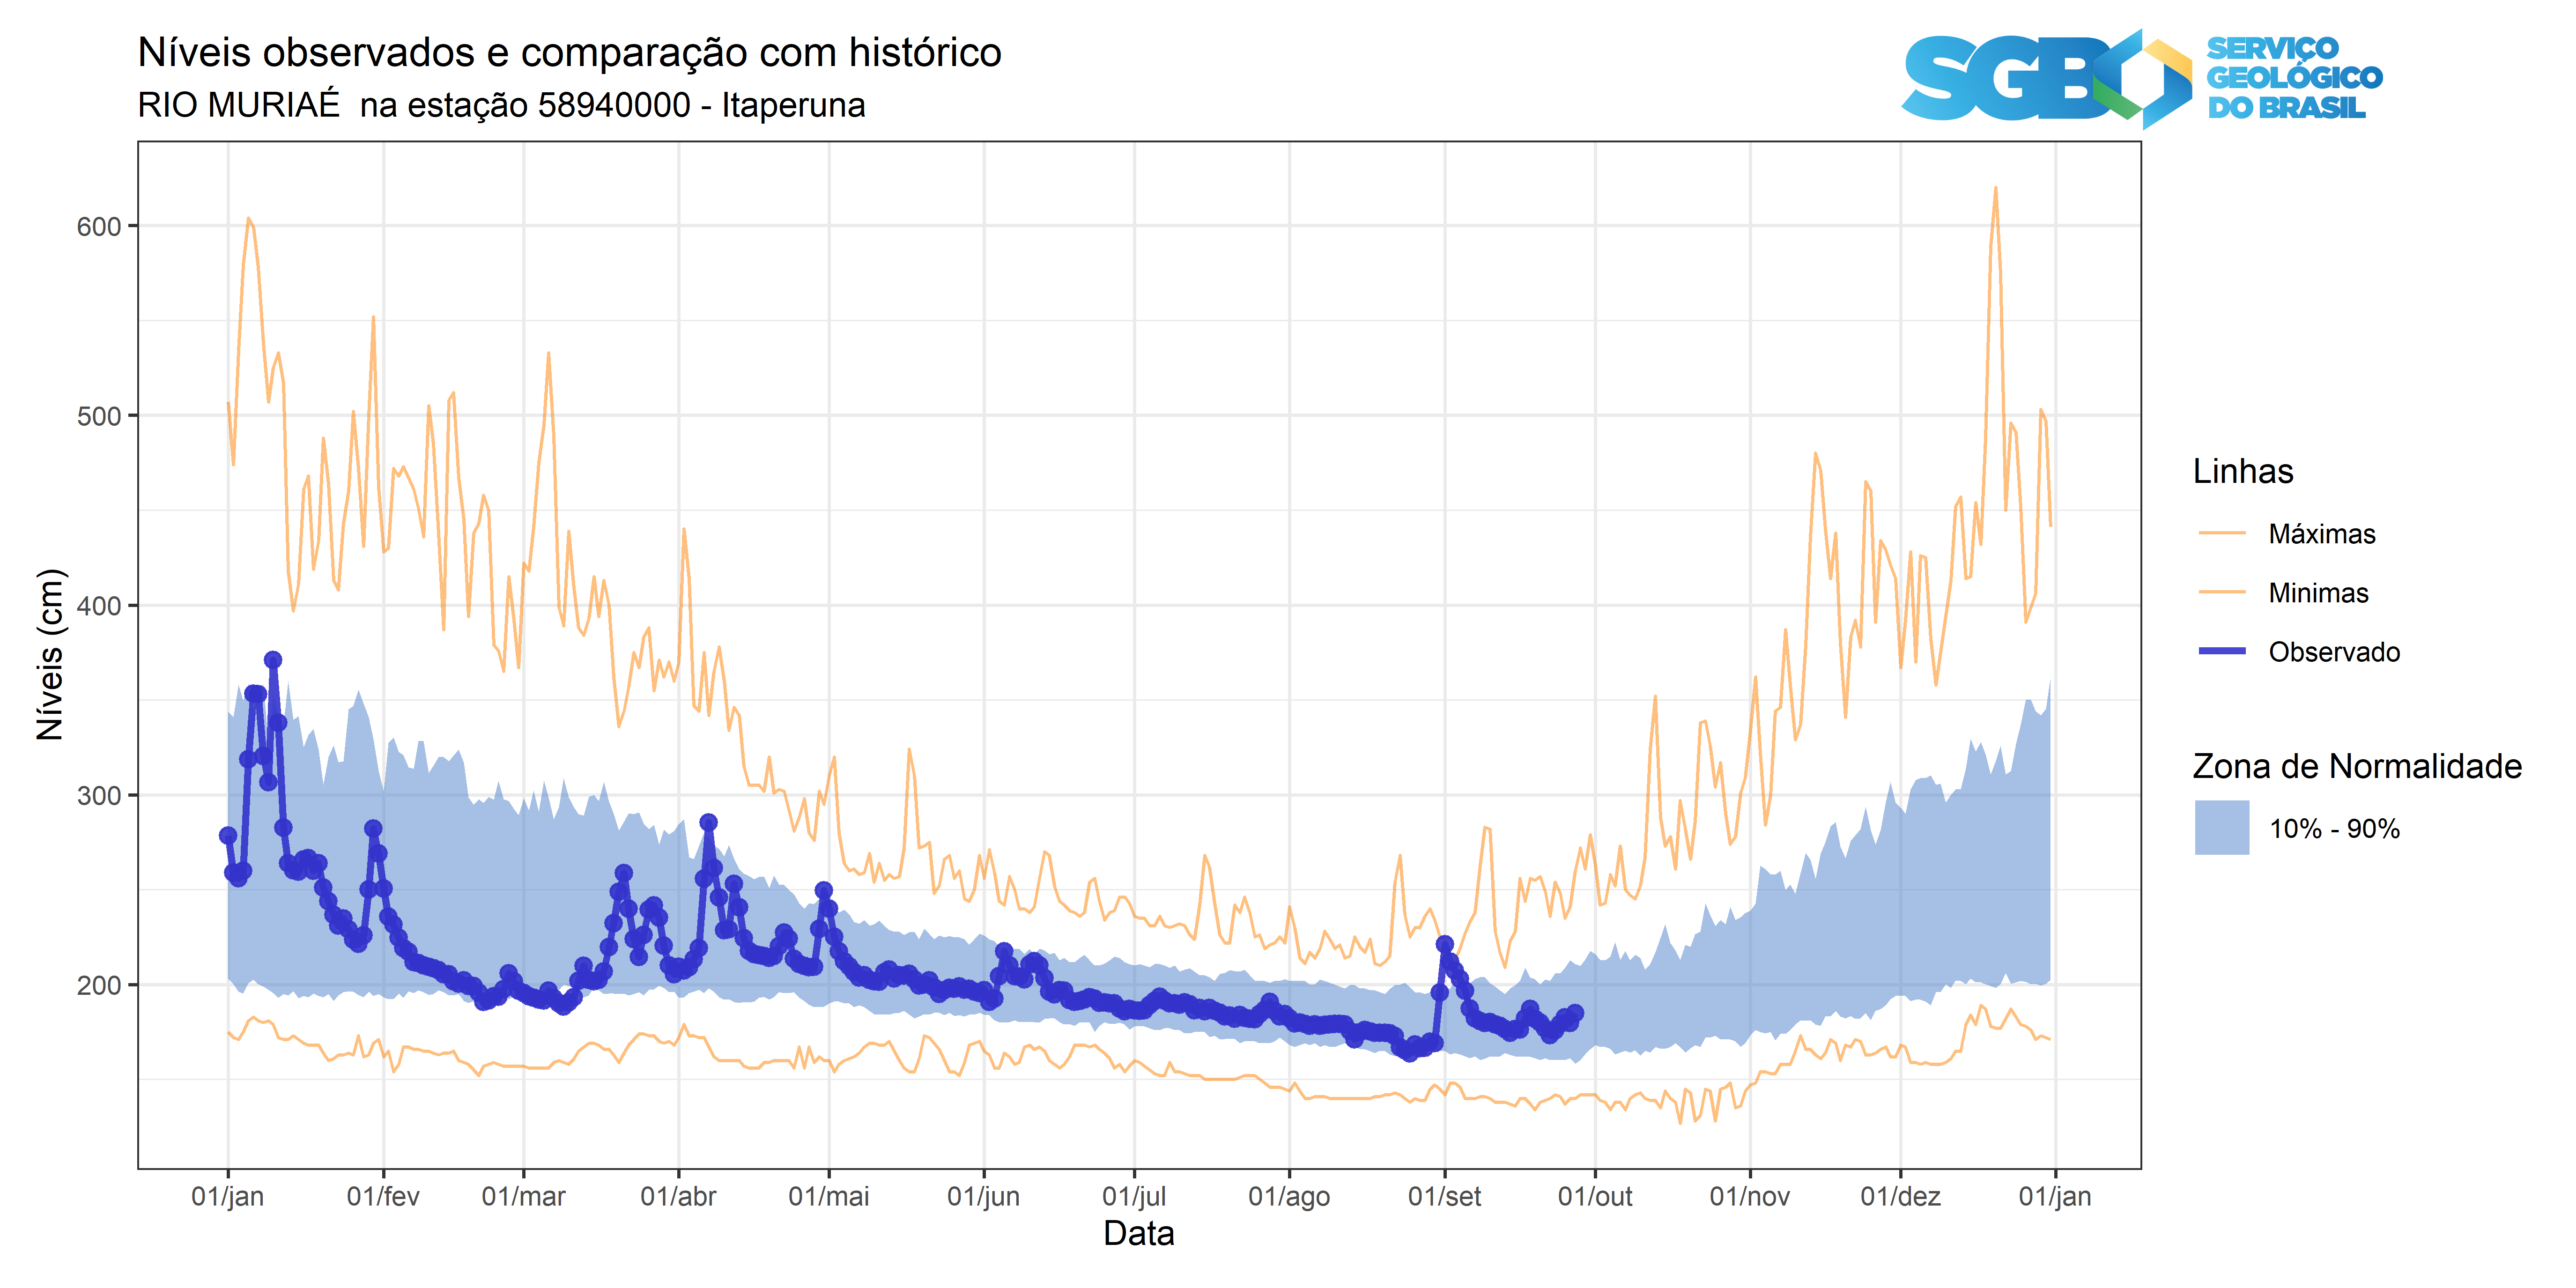 Níveis observados e comparação com histórico
RIO MURIAÉ  na estação 58940000 - Itaperuna
SGB
SERVIÇO
GEOLÓGICO
DO BRASIL
Níveis (cm)
600
500
400
300
200
01/jan
01/fev
01/mar
01/abr
01/mai
01/jun
01/jul
01/ago
01/set
01/out
01/nov
01/dez
01/jan
Data
Linhas
Máximas
Minimas
Observado
Zona de Normalidade
10% - 90%